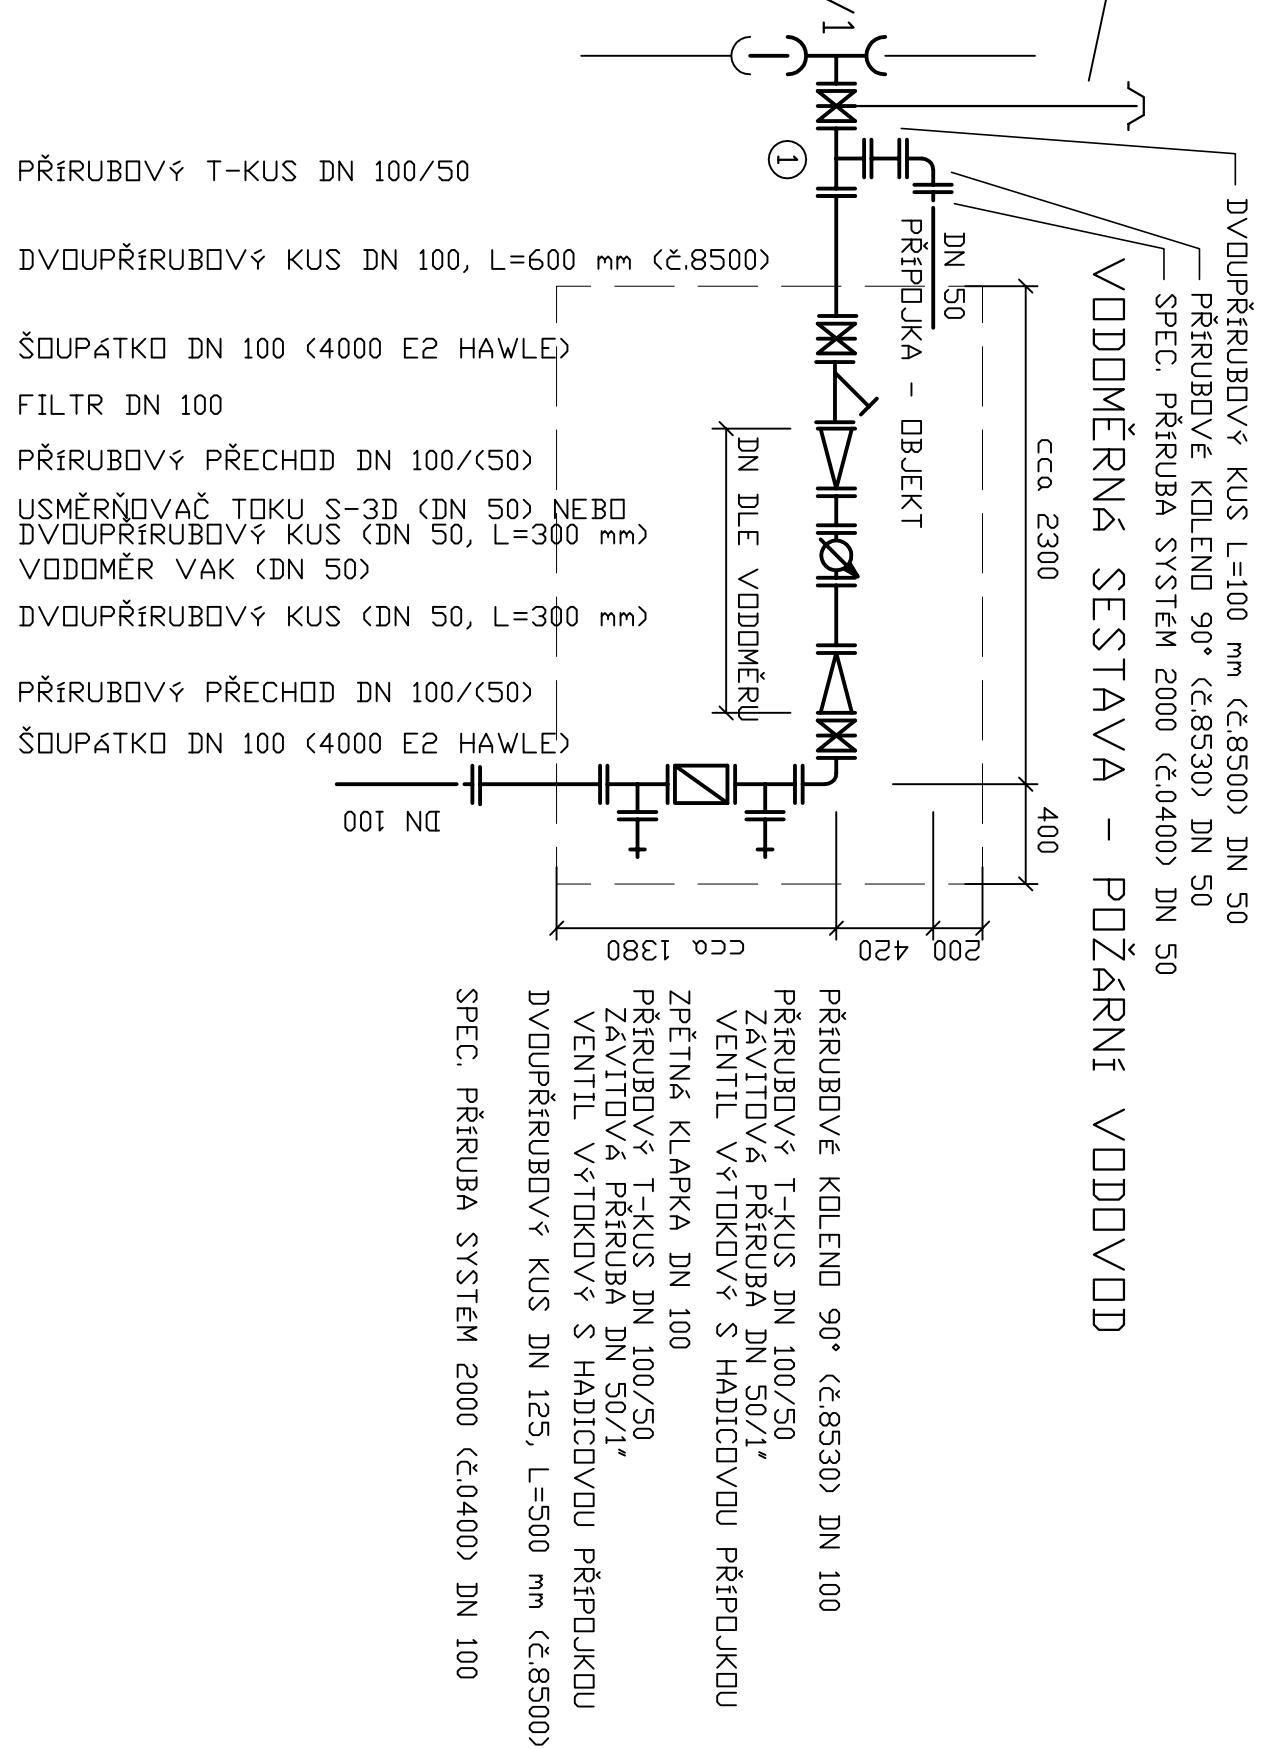 /1
1
PŘÍRUBOVÝ T-KUS DN 100/50
DVOUPŘÍRUBOVÝ KUS DN 100, L=600 mm (č.8500)
ŠOUPÁTKO DN 100 (4000 E2 HAWLE)
FILTR DN 100
PŘÍRUBOVÝ PŘECHOD DN 100/(50)
USMĚRŇOVAČ TOKU S-3D (DN 50) NEBO
DVOUPŘÍRUBOVÝ KUS (DN 50, L=300 mm)
VODOMĚR VAK (DN 50)
DVOUPŘÍRUBOVÝ KUS (DN 50, L=300 mm)
PŘÍRUBOVÝ PŘECHOD DN 100/(50)
ŠOUPÁTKO DN 100 (4000 E2 HAWLE)
DN 100
DVOUPŘÍRUBOVÝ KUS L=100 mm (č.8500) DN 50
PŘÍRUBOVÉ KOLENO 90° (č.8530) DN 50
SPEC. PŘÍRUBA SYSTÉM 2000 (č.0400) DN 50
VODOMĚRNÁ SESTAVA - POŽÁRNÍ VODOVOD
cca 2300
400
DN 50
PŘÍPOJKA - OBJEKT
DN DLE VODOMĚRU
cca 1380
420
200
PŘÍRUBOVÉ KOLENO 90° (č.8530) DN 100
PŘÍRUBOVÝ T-KUS DN 100/50
ZÁVITOVÁ PŘÍRUBA DN 50/1"
VENTIL VÝTOKOVÝ S HADICOVOU PŘÍPOJKOU
ZPĚTNÁ KLAPKA DN 100
PŘÍRUBOVÝ T-KUS DN 100/50
ZÁVITOVÁ PŘÍRUBA DN 50/1"
VENTIL VÝTOKOVÝ S HADICOVOU PŘÍPOJKOU
DVOUPŘÍRUBOVÝ KUS DN 125, L=500 mm (č.8500)
SPEC. PŘÍRUBA SYSTÉM 2000 (č.0400) DN 100